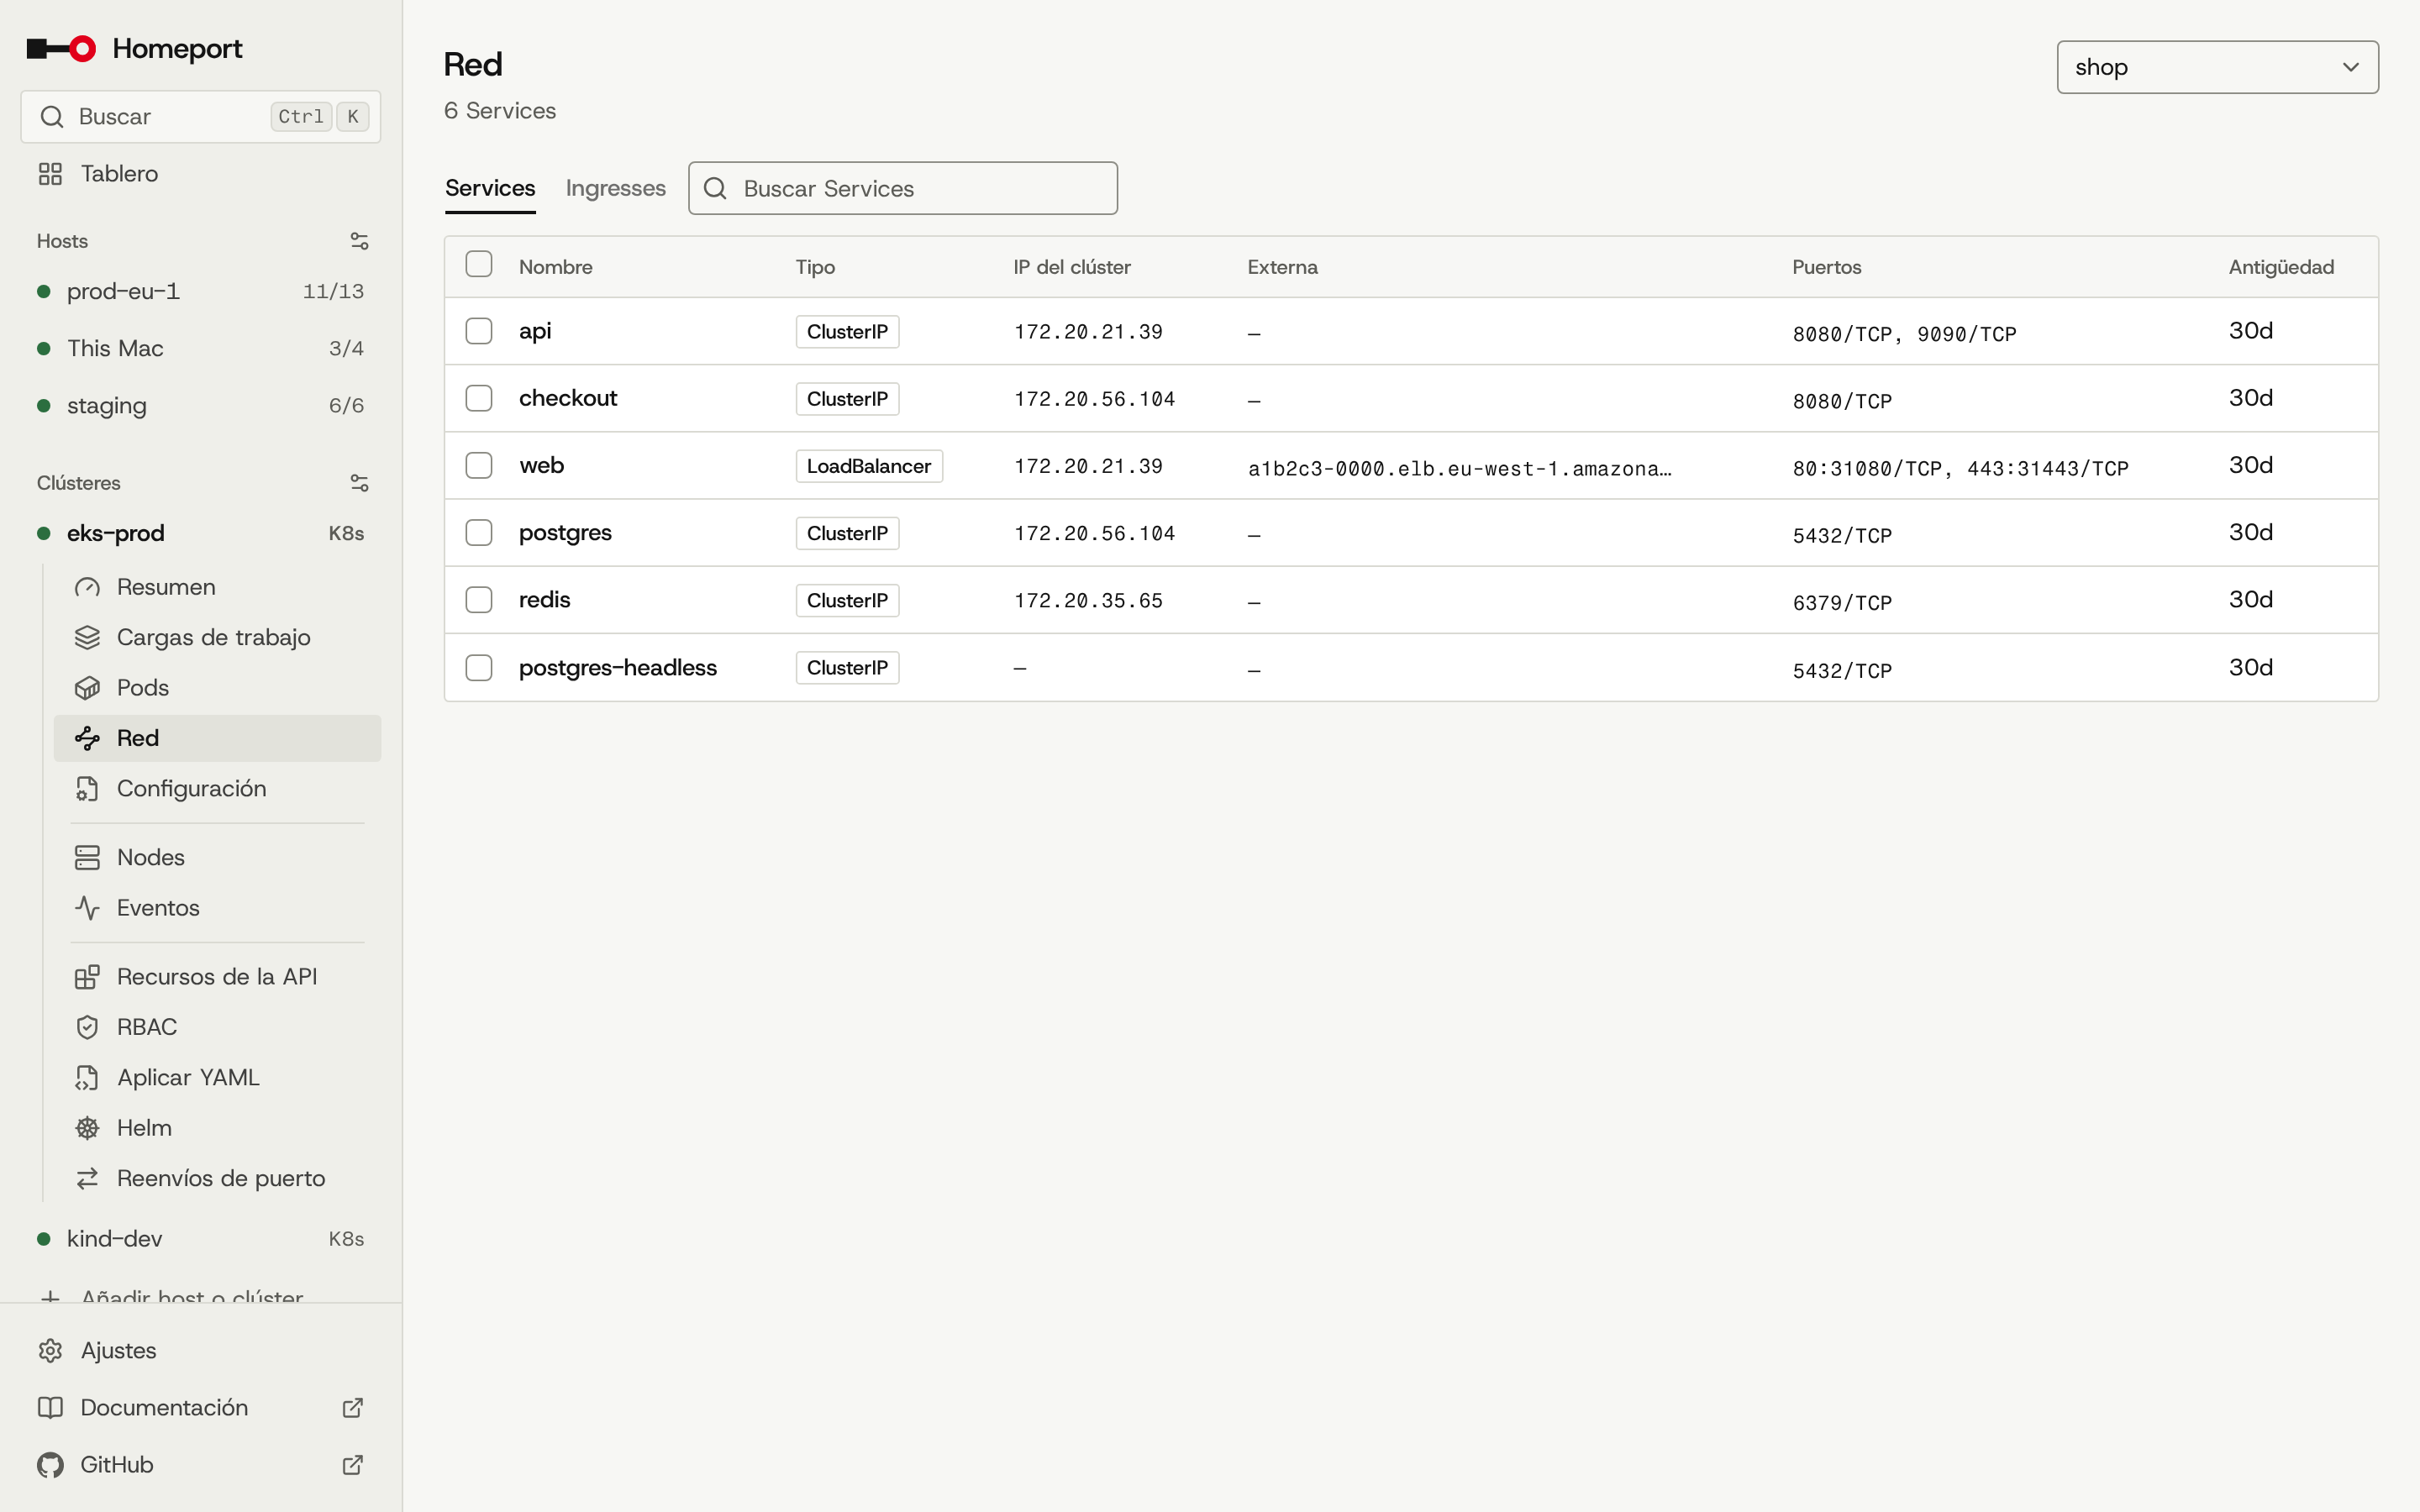 Homeport
Buscar Ctrl K
Tablero
Hosts
prod-eu-1 11/13
This Mac 3/4
staging 6/6
Clústeres
eks-prod K8s
Resumen
Cargas de trabajo
Pods
Red
Configuración
Nodes
Eventos
Recursos de la API
RBAC
Aplicar YAML
Helm
Reenvíos de puerto
kind-dev K8s
Añadir host o clúster
Ajustes
Documentación
GitHub
Red
6 Services
shop
Services Ingresses Buscar Services
Nombre Tipo IP del clúster Externa Puertos Antigüedad
api ClusterIP 172.20.21.39 — 8080/TCP, 9090/TCP 30d
checkout ClusterIP 172.20.56.104 — 8080/TCP 30d
web LoadBalancer 172.20.21.39 a1b2c3-0000.elb.eu-west-1.amazona… 80:31080/TCP, 443:31443/TCP 30d
postgres ClusterIP 172.20.56.104 — 5432/TCP 30d
redis ClusterIP 172.20.35.65 — 6379/TCP 30d
postgres-headless ClusterIP — — 5432/TCP 30d